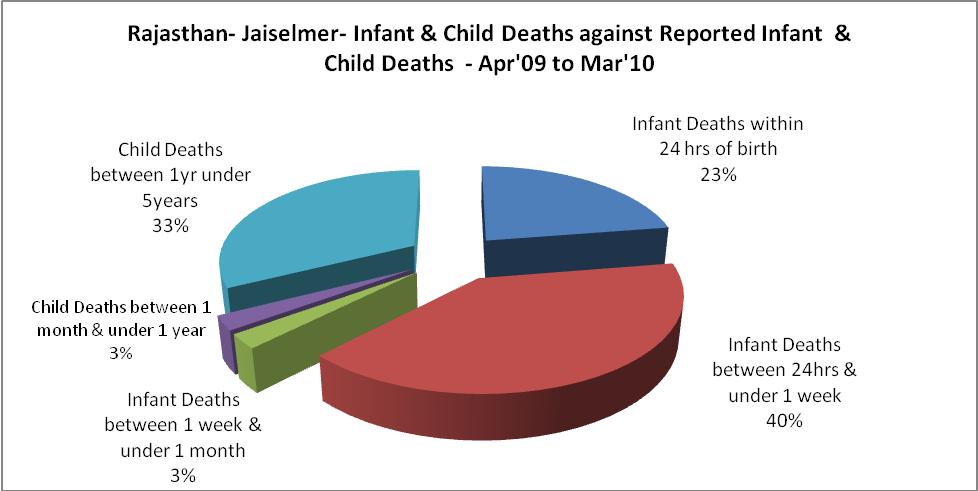 Rajasthan- Jaiselmer- Infant & Child Deaths against Reported Infant &
Child Deaths - Apr'09 to Mar'10
Infant Deaths within
24 hrs of birth
23%
Child Deaths
between 1yr under
5years
33%
Child Deaths between 1
month & under 1 year
3%
Infant Deaths
between 24hrs &
under 1 week
40%
Infant Deaths
between 1 week &
under 1 month
3%